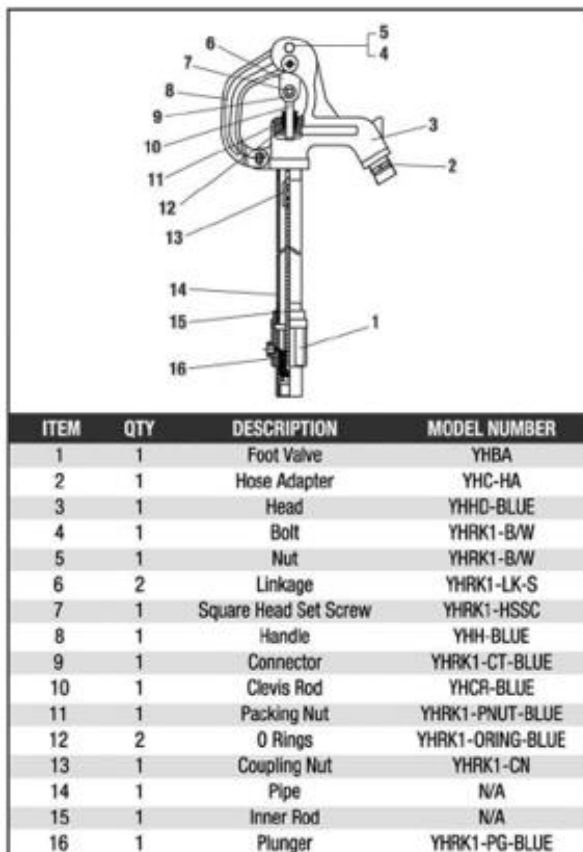 5
4
6
7
8
9
10
11
12
13
14
15
16
3
2
1
ITEM QTY DESCRIPTION MODEL NUMBER
1 1 Foot Valve YHBA
2 1 Hose Adapter YHC-HA
3 1 Head YHHD-BLUE
4 1 Bolt YHRK1-B/W
5 1 Nut YHRK1-B/W
6 2 Linkage YHRK1-LK-S
7 1 Square Head Set Screw YHRK1-HSSC
8 1 Handle YHH-BLUE
9 1 Connector YHRK1-CT-BLUE
10 1 Clevis Rod YHCR-BLUE
11 1 Packing Nut YHRK1-PNUT-BLUE
12 2 O Rings YHRK1-ORING-BLUE
13 1 Coupling Nut YHRK1-CN
14 1 Pipe N/A
15 1 Inner Rod N/A
16 1 Plunger YHRK1-PG-BLUE